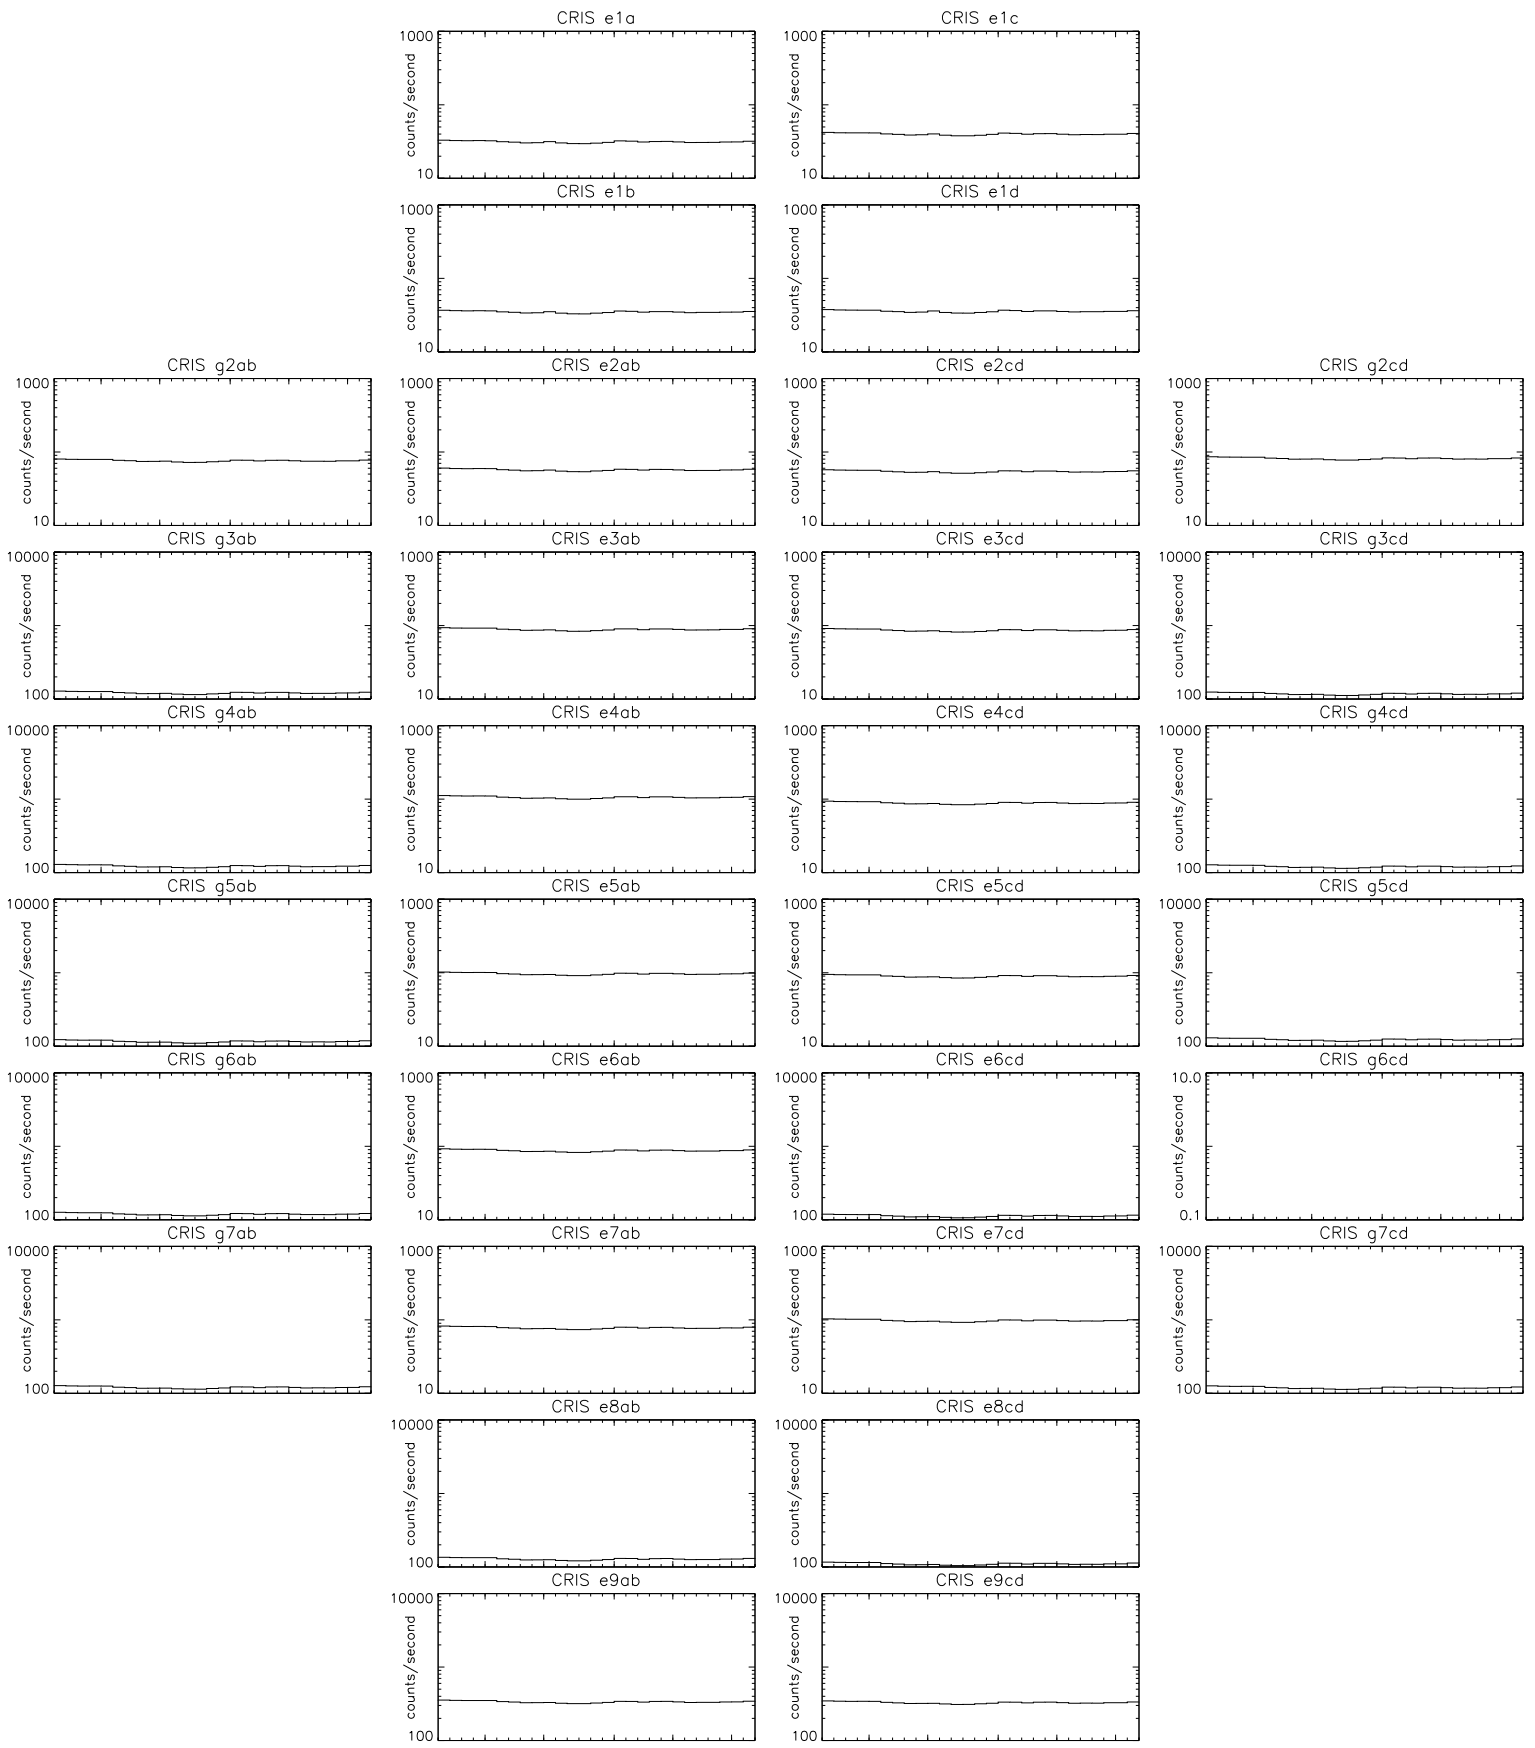 CRIS e1a
1000
counts/second
10
CRIS e1c
1000
counts/second
10
CRIS e1b
1000
counts/second
10
CRIS e1d
1000
counts/second
10
CRIS g2ab
1000
counts/second
10
CRIS e2ab
1000
counts/second
10
CRIS e2cd
1000
counts/second
10
CRIS g2cd
1000
counts/second
10
CRIS g3ab
10000
counts/second
100
CRIS e3ab
1000
counts/second
10
CRIS e3cd
1000
counts/second
10
CRIS g3cd
10000
counts/second
100
CRIS g4ab
10000
counts/second
100
CRIS e4ab
1000
counts/second
10
CRIS e4cd
1000
counts/second
10
CRIS g4cd
10000
counts/second
100
CRIS g5ab
10000
counts/second
100
CRIS e5ab
1000
counts/second
10
CRIS e5cd
1000
counts/second
10
CRIS g5cd
10000
counts/second
100
CRIS g6ab
10000
counts/second
100
CRIS e6ab
1000
counts/second
10
CRIS e6cd
10000
counts/second
100
CRIS g6cd
10.0
counts/second
0.1
CRIS g7ab
10000
counts/second
100
CRIS e7ab
1000
counts/second
10
CRIS e7cd
1000
counts/second
10
CRIS g7cd
10000
counts/second
100
CRIS e8ab
10000
counts/second
100
CRIS e8cd
10000
counts/second
100
CRIS e9ab
10000
counts/second
100
CRIS e9cd
10000
counts/second
100